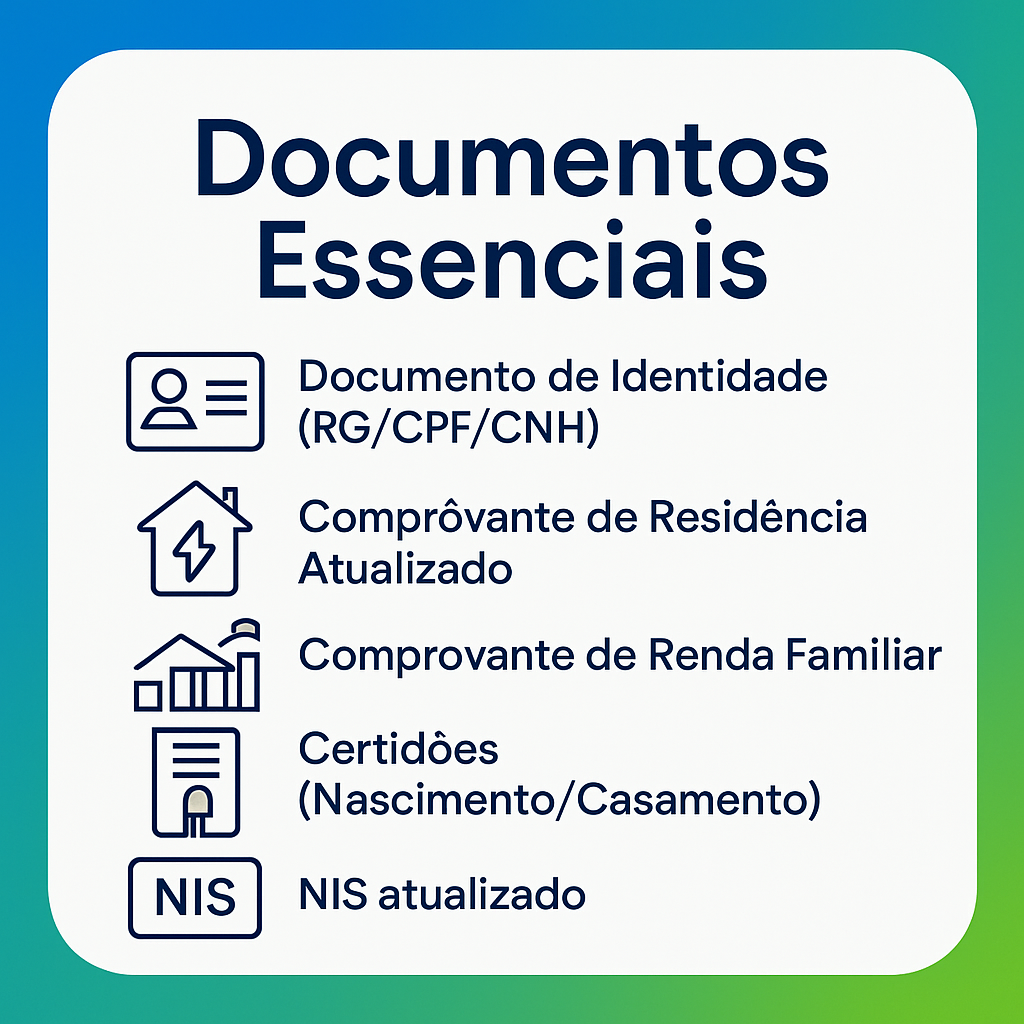 Documentos
Essenciais
Documento de Identidade
(RG/CPF/CNH)
Comprôvante de Residência
Atualizado
Comprovante de Renda Familiar
Certidôes
(Nascimento/Casamento)
NIS
NIS atualizado